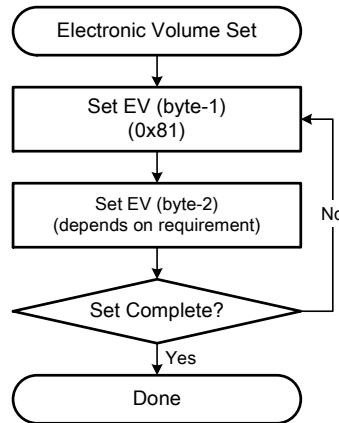 Electronic Volume Set
Set EV (byte-1)
(0x81)
Set EV (byte-2)
(depends on requirement)
No
Set Complete?
Yes
Done